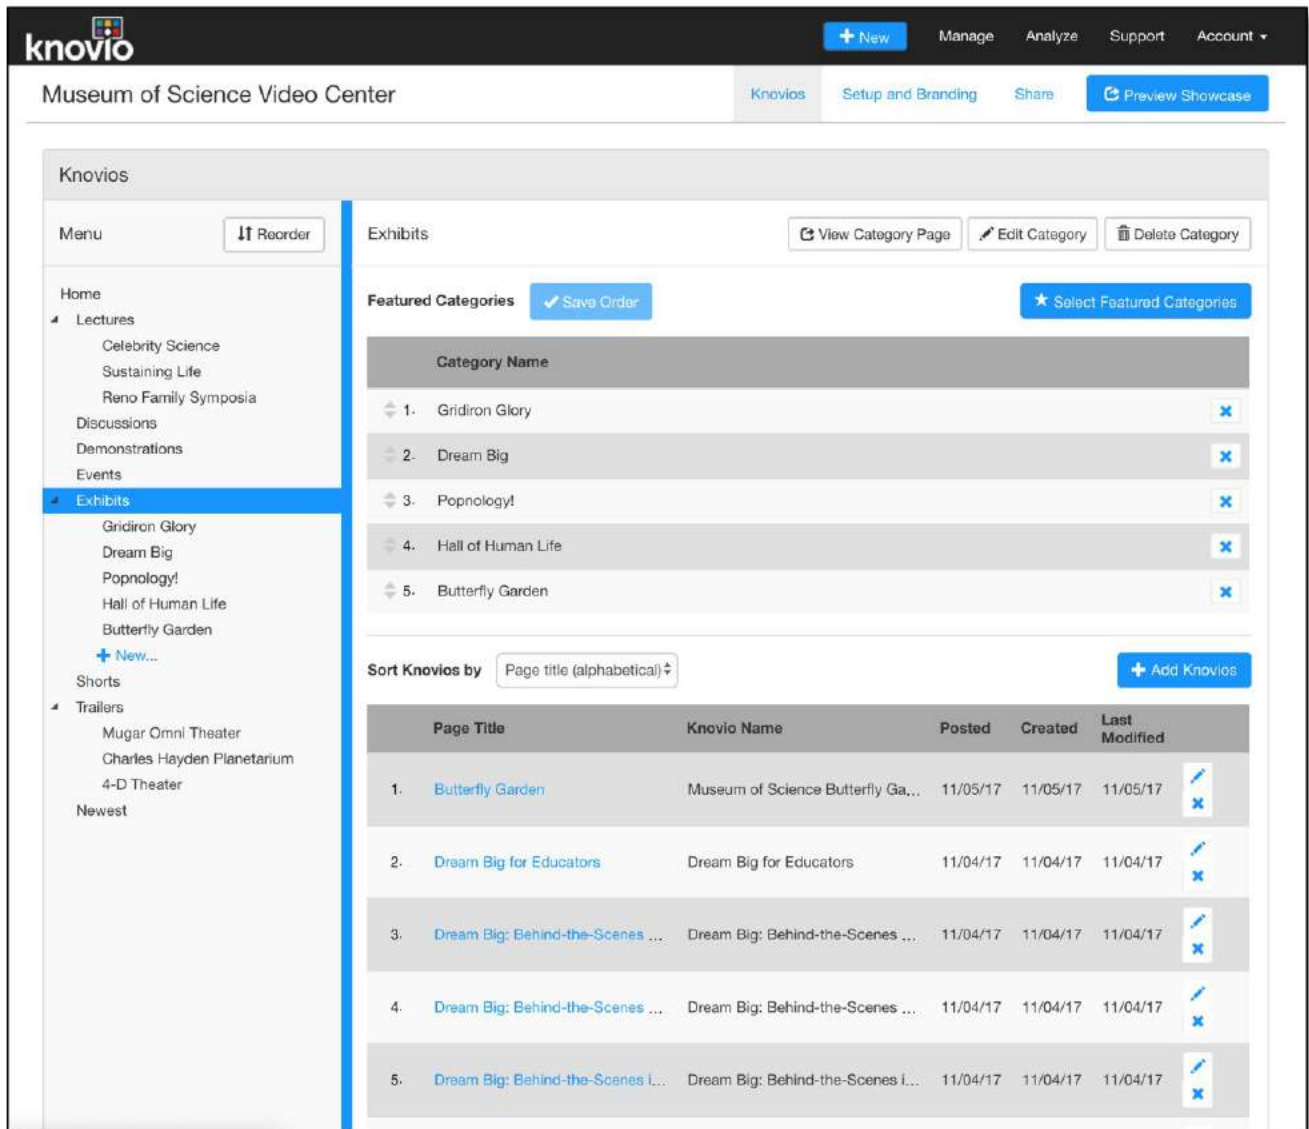 knovio
New Manage Analyze Support Account
Museum of Science Video Center
Knovios Setup and Branding Share Preview Showcase
Knovios
Menu Reorder
Home
Lectures
Celebrity Science
Sustaining Life
Reno Family Symposia
Discussions
Demonstrations
Events
Exhibits
Gridiron Glory
Dream Big
Popnology!
Hall of Human Life
Butterfly Garden
New...
Shorts
Trailers
Mugar Omni Theater
Charles Hayden Planetarium
4-D Theater
Newest
Exhibits View Category Page Edit Category Delete Category
Featured Categories Save Order Select Featured Categories
Category Name
1. Gridiron Glory
2. Dream Big
3. Popnology!
4. Hall of Human Life
5. Butterfly Garden
Sort Knovios by Page title (alphabetical) Add Knovios
Page Title Knovio Name Posted Created Last Modified
1. Butterfly Garden Museum of Science Butterfly Ga... 11/05/17 11/05/17 11/05/17
2. Dream Big for Educators Dream Big for Educators 11/04/17 11/04/17 11/04/17
3. Dream Big: Behind-the-Scenes ... Dream Big: Behind-the-Scenes ... 11/04/17 11/04/17 11/04/17
4. Dream Big: Behind-the-Scenes ... Dream Big: Behind-the-Scenes ... 11/04/17 11/04/17 11/04/17
5. Dream Big: Behind-the-Scenes i... Dream Big: Behind-the-Scenes i... 11/04/17 11/04/17 11/04/17